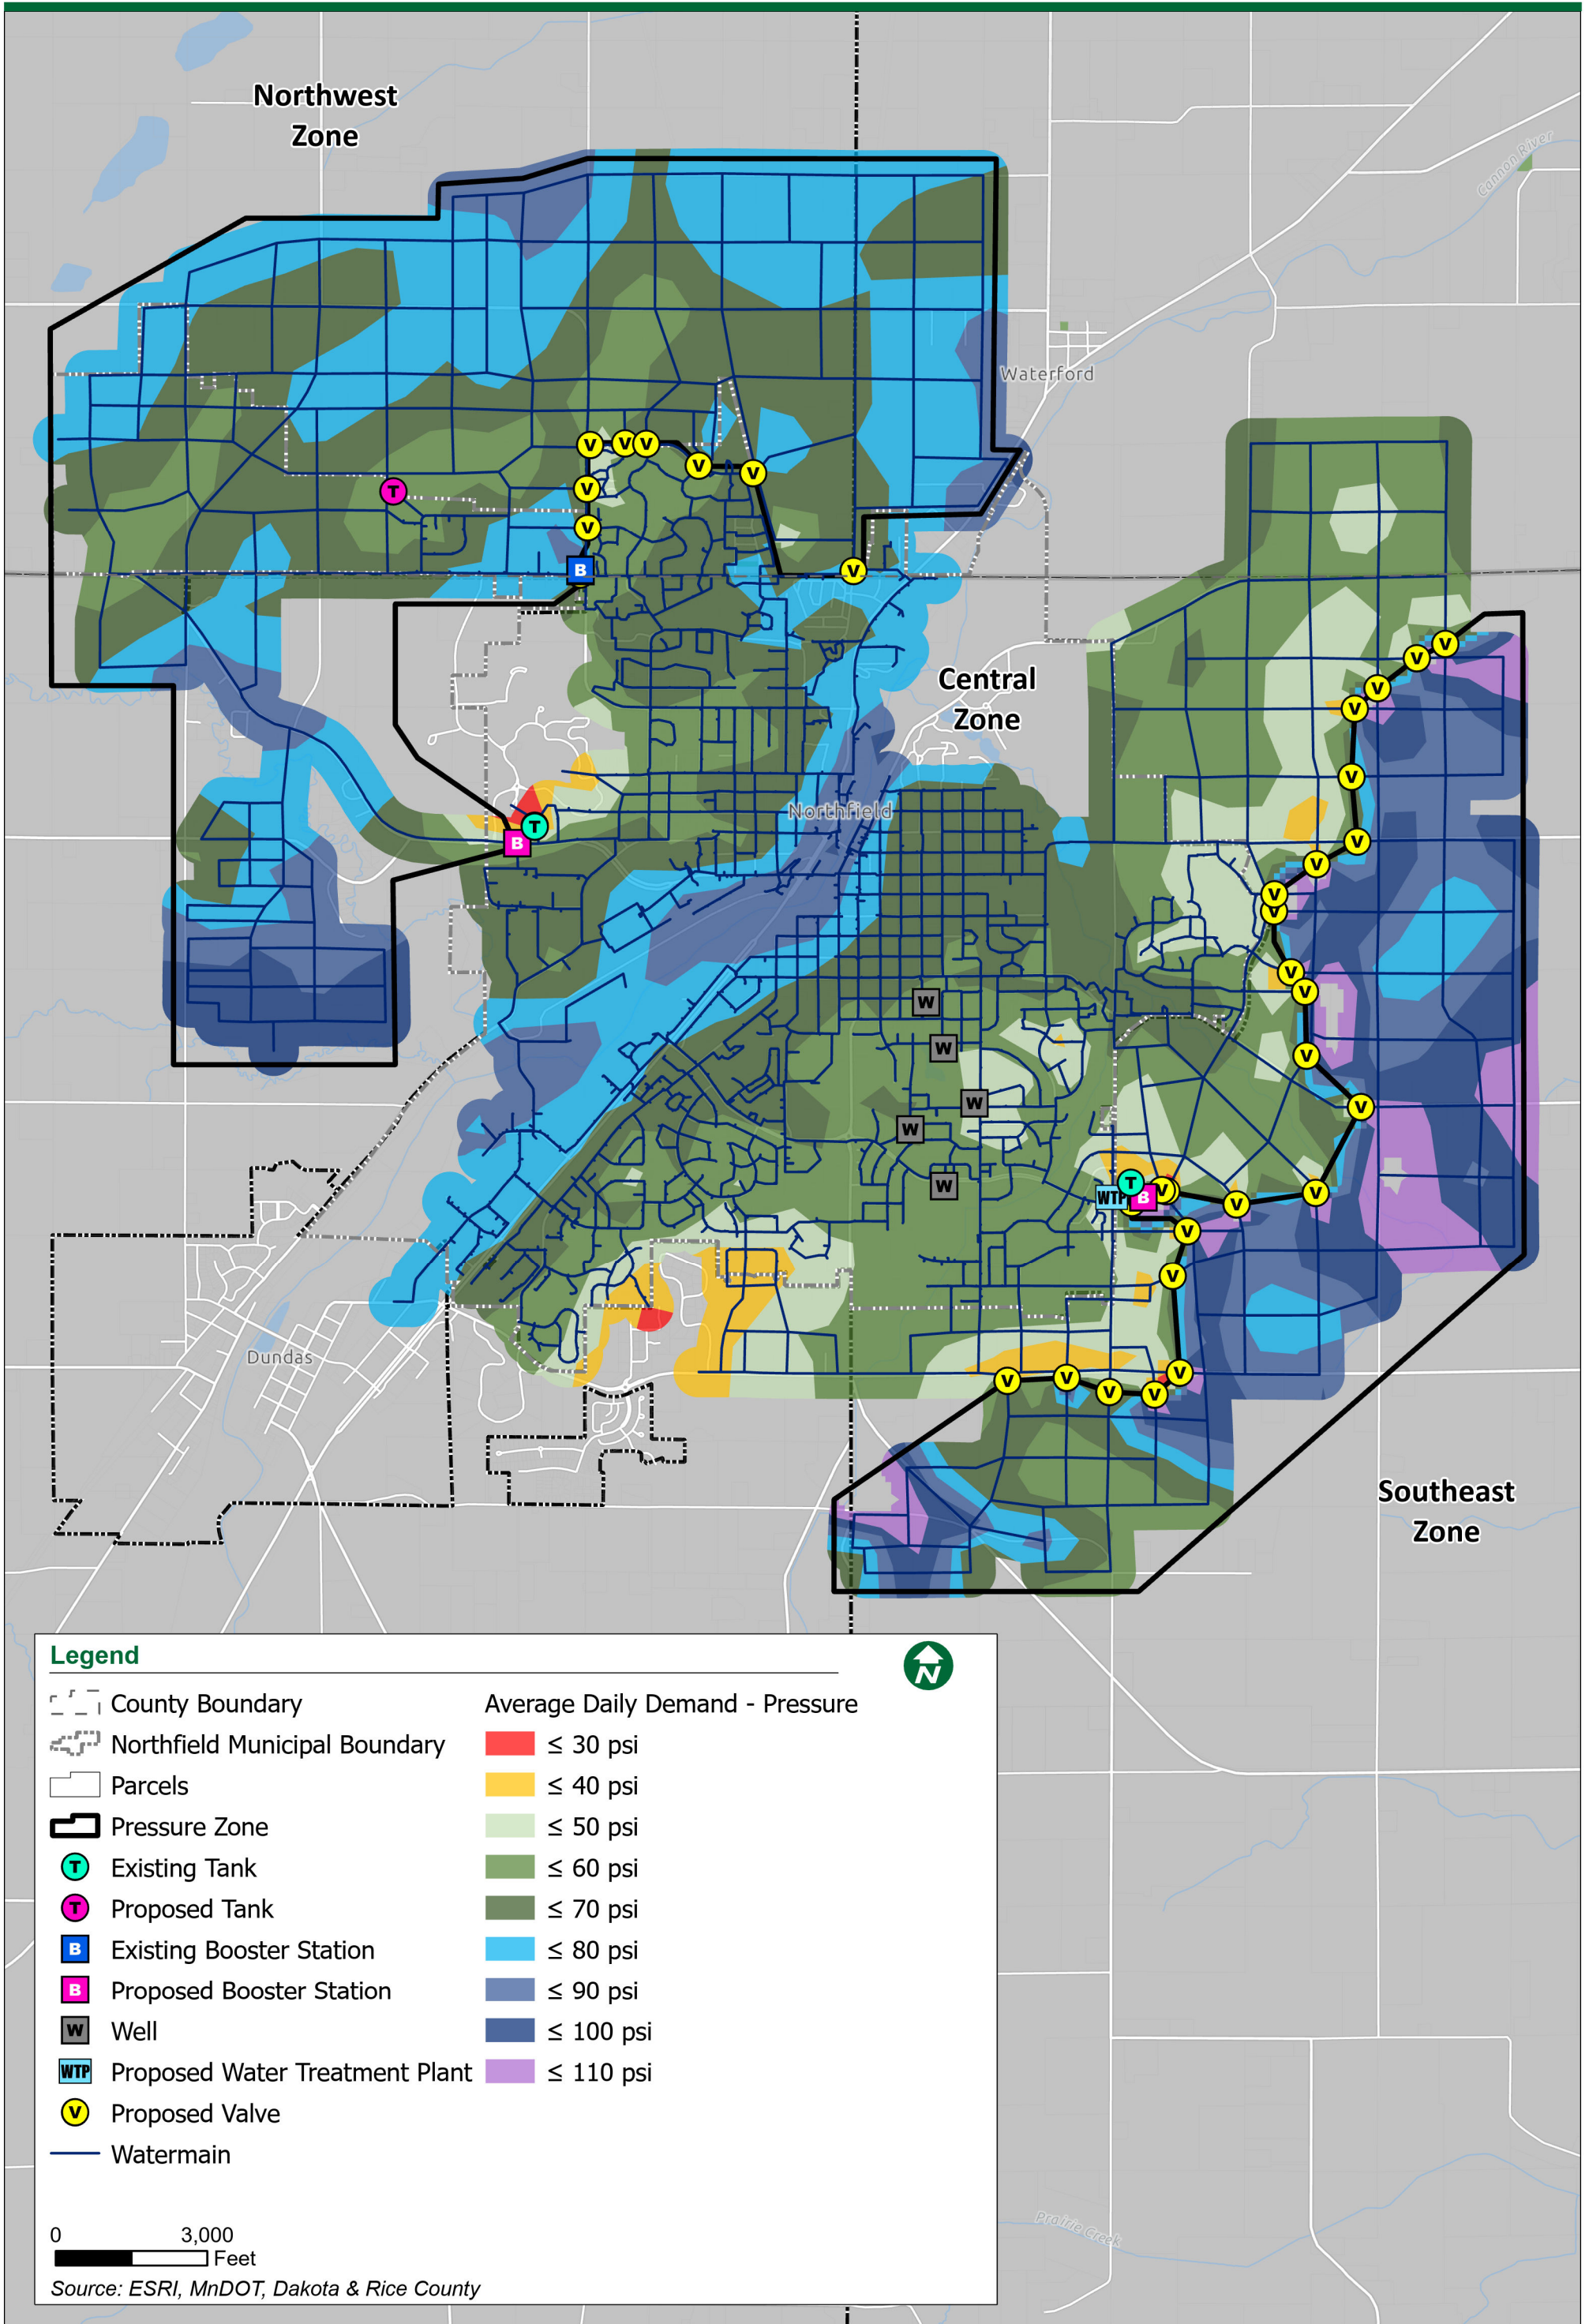 Northwest
Zone
Cannon River
Waterford
T
V
V
V
V
V
V
V
B
V
Central
Zone
V
V
V
V
V
V
V
V
V
V
V
V
V
Northfield
T
B
W
W
W
W
W
T
WTP
B
V
V
V
V
V
V
V
V
V
V
Dundas
Southeast
Zone
Legend
County Boundary
Northfield Municipal Boundary
Parcels
Pressure Zone
T Existing Tank
T Proposed Tank
B Existing Booster Station
B Proposed Booster Station
W Well
WTP Proposed Water Treatment Plant
V Proposed Valve
Watermain
N
Average Daily Demand - Pressure
≤ 30 psi
≤ 40 psi
≤ 50 psi
≤ 60 psi
≤ 70 psi
≤ 80 psi
≤ 90 psi
≤ 100 psi
≤ 110 psi
0 3,000
Feet
Source: ESRI, MnDOT, Dakota & Rice County
Prairie Creek